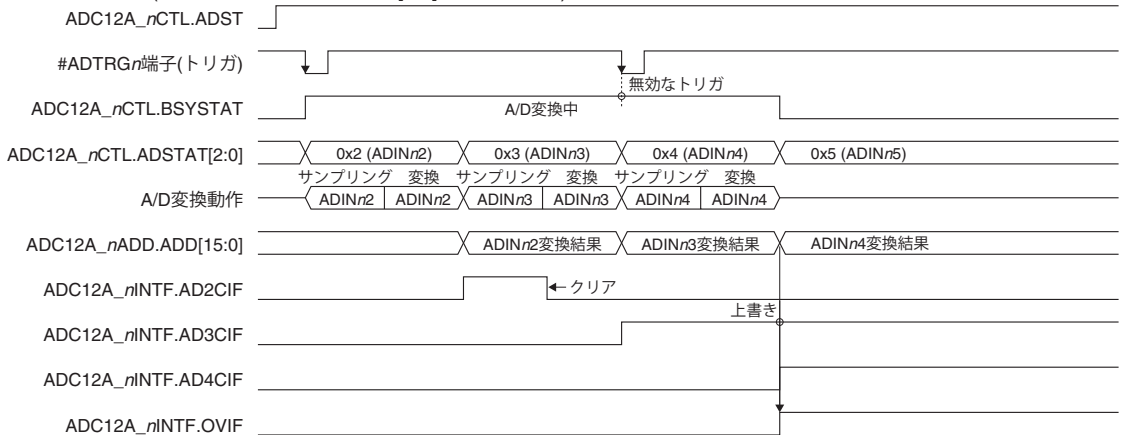 ADC12A_nCTL.ADST
#ADTRGn端子(トリガ)
無効なトリガ
ADC12A_nCTL.BSYSTAT
A/D変換中
ADC12A_nCTL.ADSTAT[2:0]
0x2 (ADINn2) 0x3 (ADINn3) 0x4 (ADINn4) 0x5 (ADINn5)
サンプリング 変換 サンプリング 変換 サンプリング 変換
A/D変換動作
ADINn2 ADINn2 ADINn3 ADINn3 ADINn4 ADINn4
ADC12A_nADD.ADD[15:0]
ADINn2変換結果 ADINn3変換結果 ADINn4変換結果
ADC12A_nINTF.AD2CIF
クリア
上書き
ADC12A_nINTF.AD3CIF
ADC12A_nINTF.AD4CIF
ADC12A_nINTF.OVIF